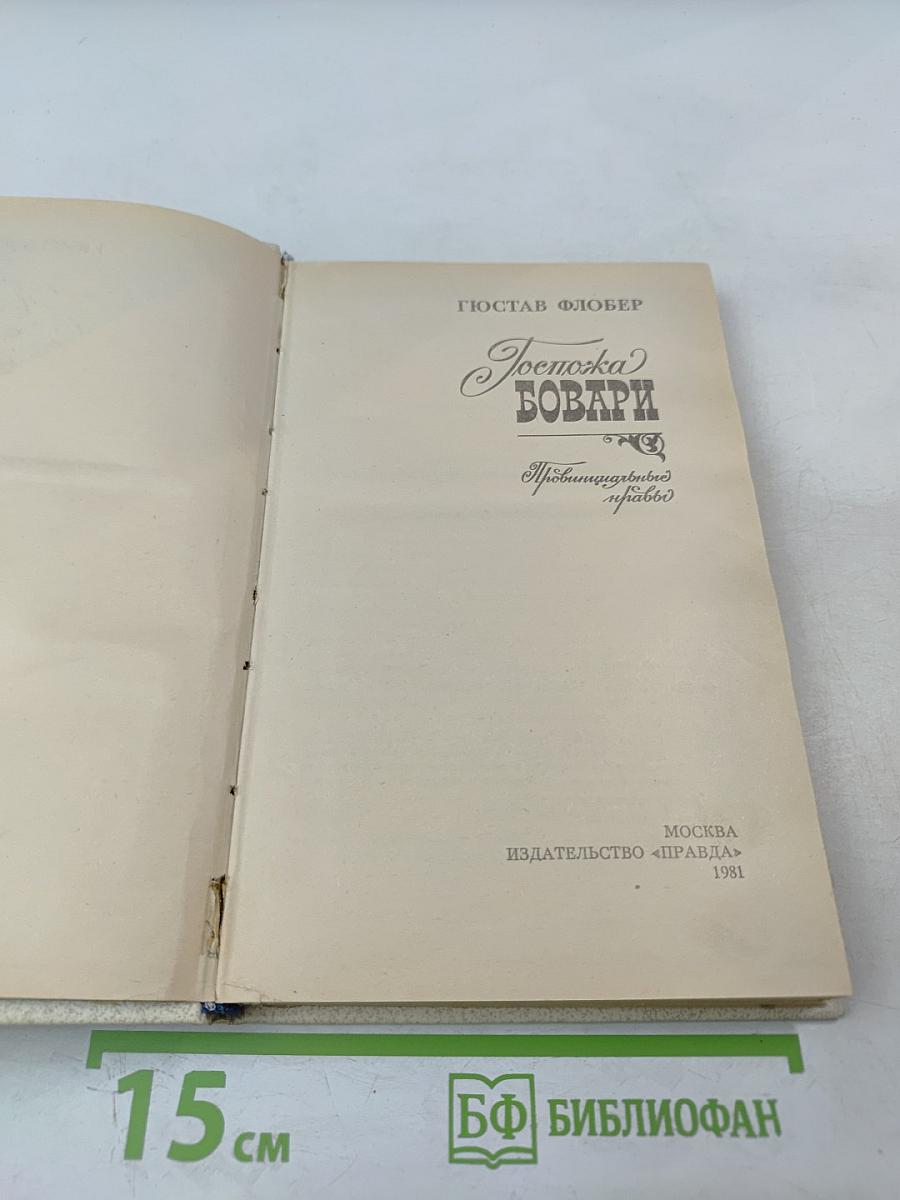 ГЮСТАВ ФЛОБЕР
Госпожа
БОВАРИ
Провинциальные
нравы
МОСКВА
ИЗДАТЕЛЬСТВО «ПРАВДА»
1981
15 см
БФ БИБЛИОФАН